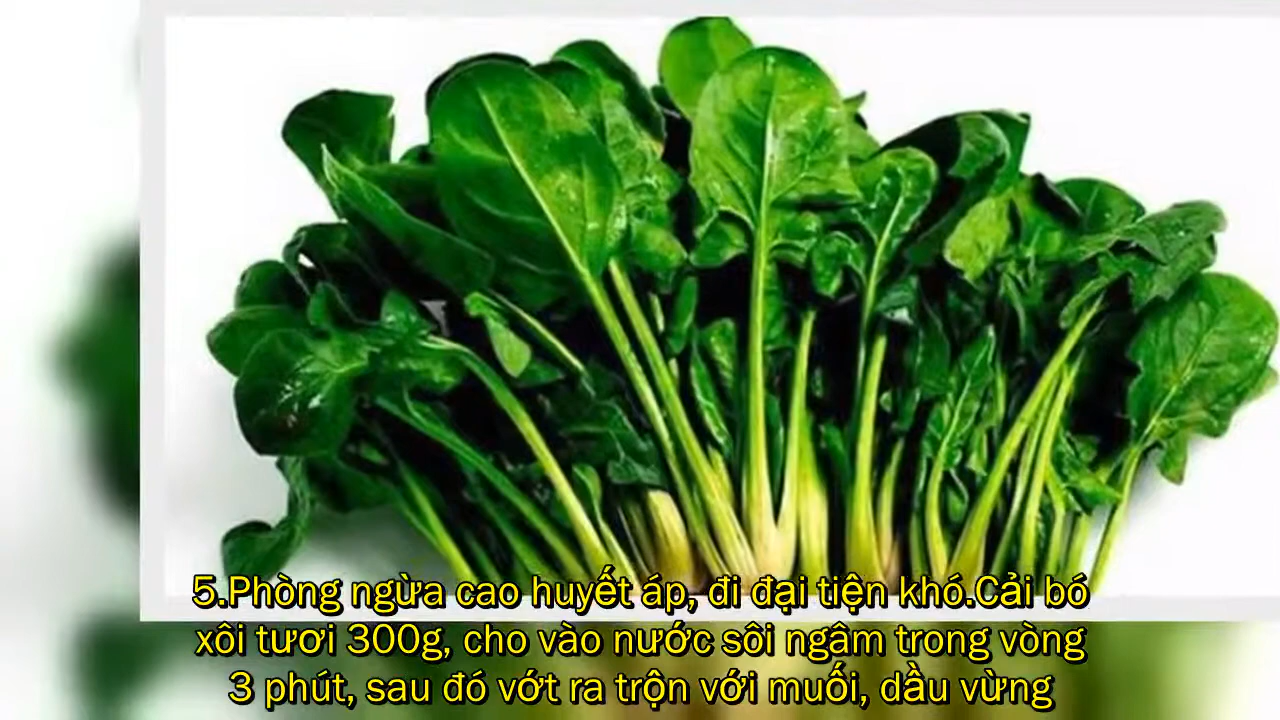 5.Phòng ngừa cao huyết áp, đi đại tiện khó.Cải bó
xôi tươi 300g, cho vào nước sôi ngâm trong vòng
3 phút, sau đó vớt ra trộn với muối, dầu vừng